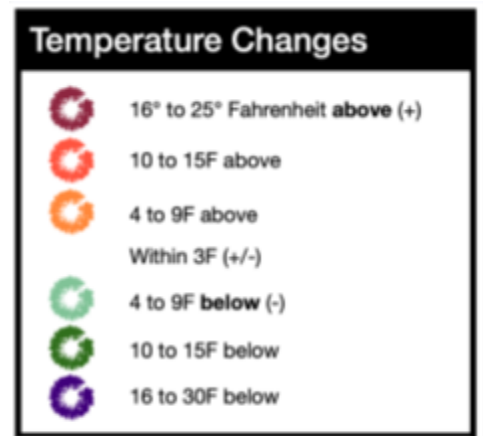 Temperature Changes
16° to 25° Fahrenheit above (+)
10 to 15F above
4 to 9F above
Within 3F (+/-)
4 to 9F below (-)
10 to 15F below
16 to 30F below